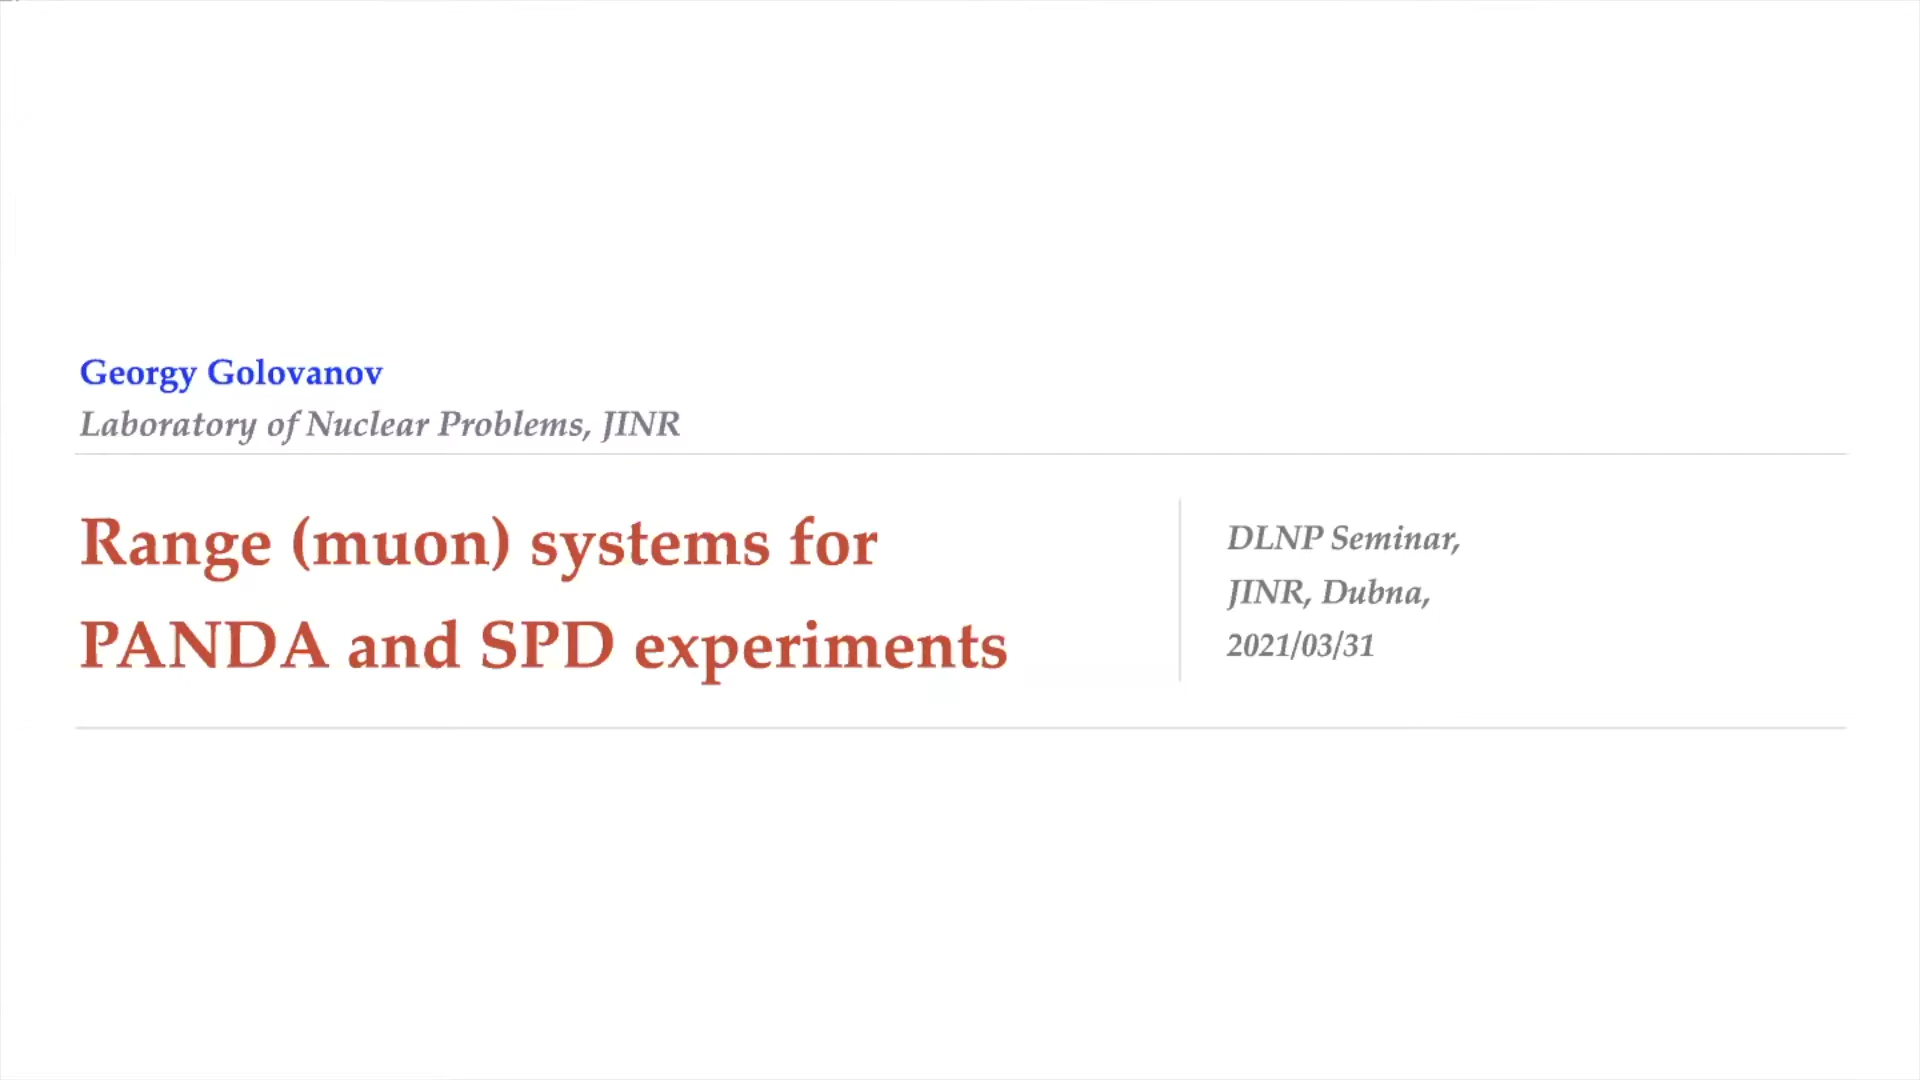 Georgy Golovanov
Laboratory of Nuclear Problems, JINR
Range (muon) systems for
PANDA and SPD experiments
DLNP Seminar,
JINR, Dubna,
2021/03/31